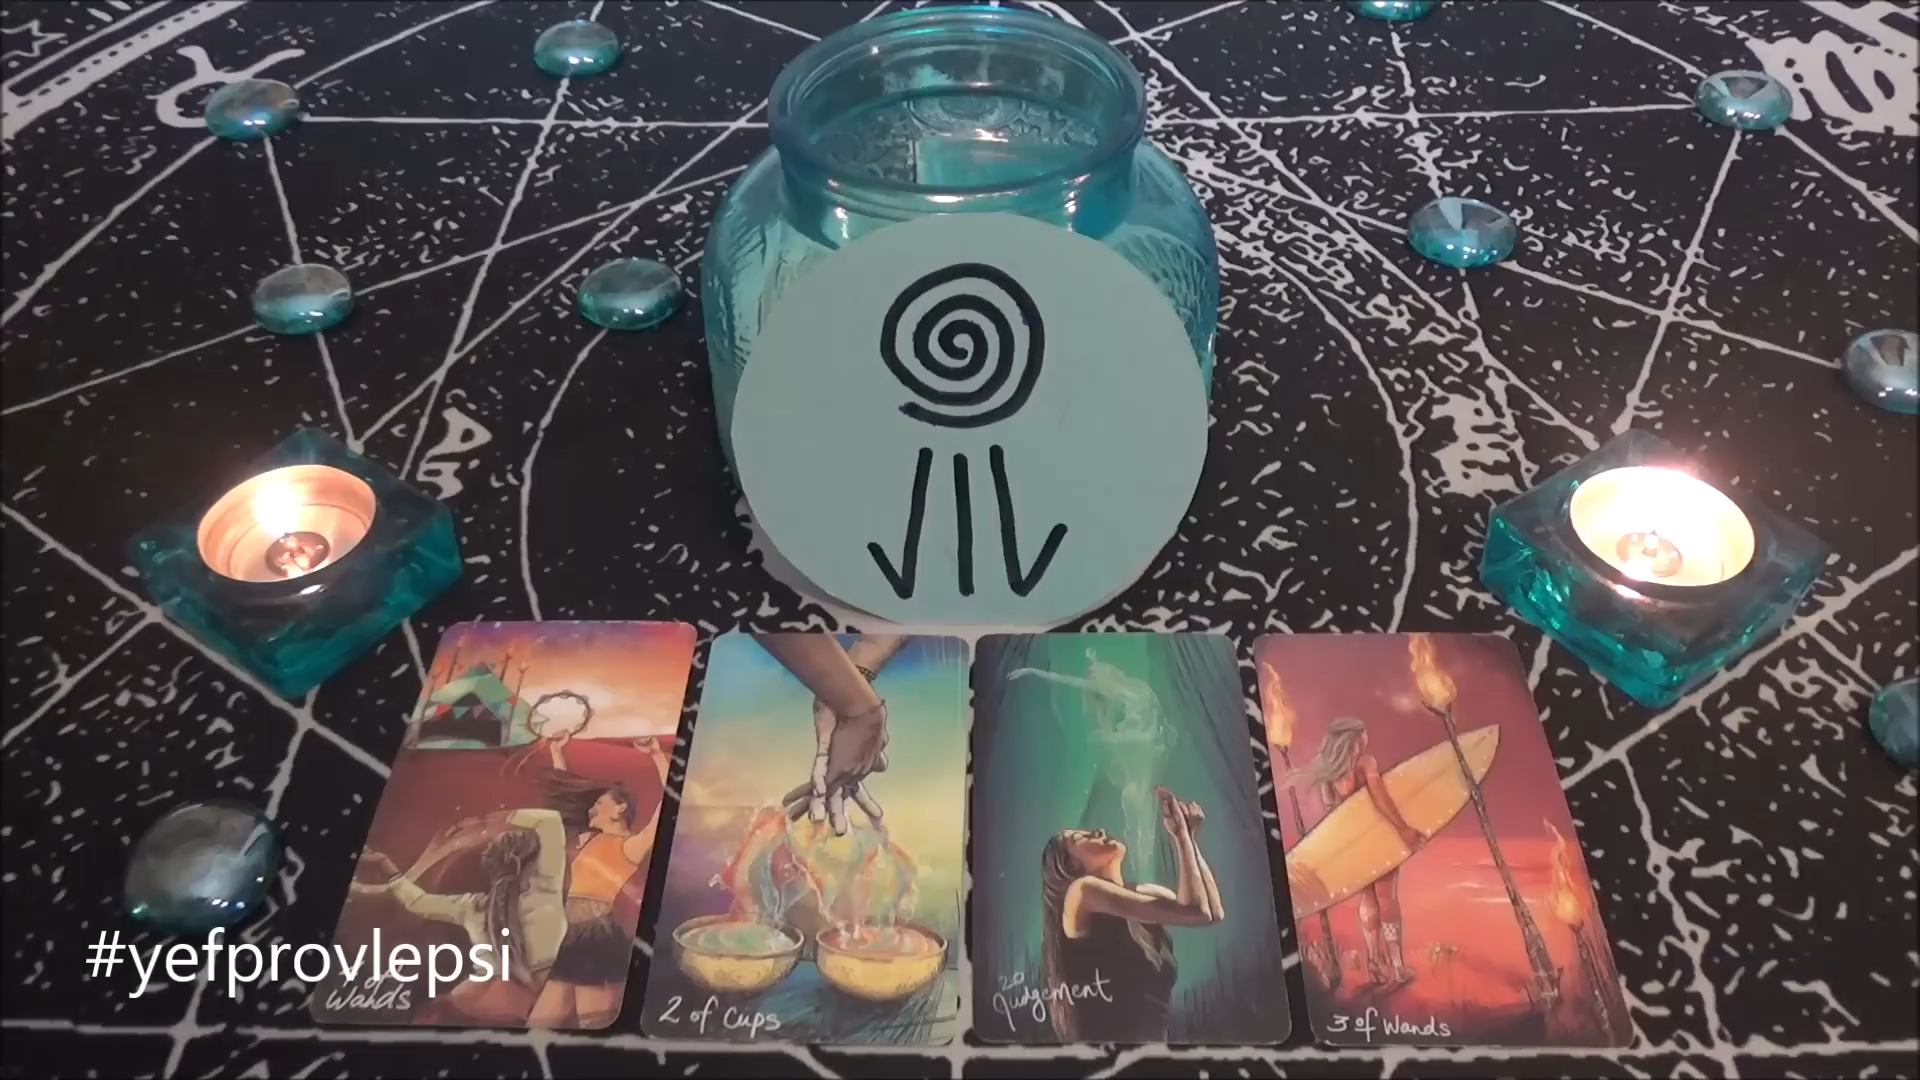 #yefprovlepsi
Wands
2 of Cups
20
Judgement
3 of Wands